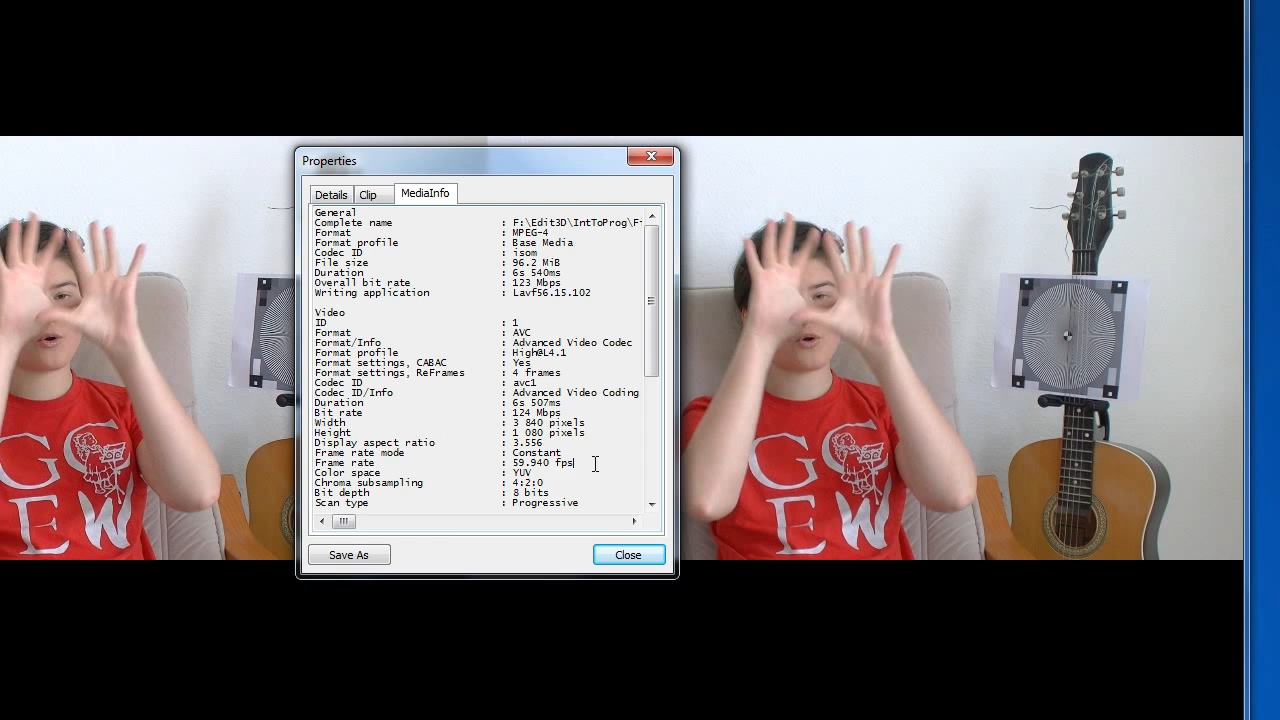 Properties
Details Clip MediaInfo
General
Complete name : F:\Edit3D\IntToProg\F
Format : MPEG-4
Format profile : Base Media
Codec ID : isom
File size : 96.2 MiB
Duration : 6s 540ms
Overall bit rate : 123 Mbps
Writing application : Lavf56.15.102
Video
ID : 1
Format : AVC
Format/Info : Advanced Video Codec
Format profile : High@L4.1
Format settings, CABAC : Yes
Format settings, ReFrames : 4 frames
Codec ID : avc1
Codec ID/Info : Advanced Video Coding
Duration : 6s 507ms
Bit rate : 124 Mbps
Width : 3 840 pixels
Height : 1 080 pixels
Display aspect ratio : 3.556
Frame rate mode : Constant
Frame rate : 59.940 fps
Color space : YUV
Chroma subsampling : 4:2:0
Bit depth : 8 bits
Scan type : Progressive
Save As Close
G G
E W
G G
E W